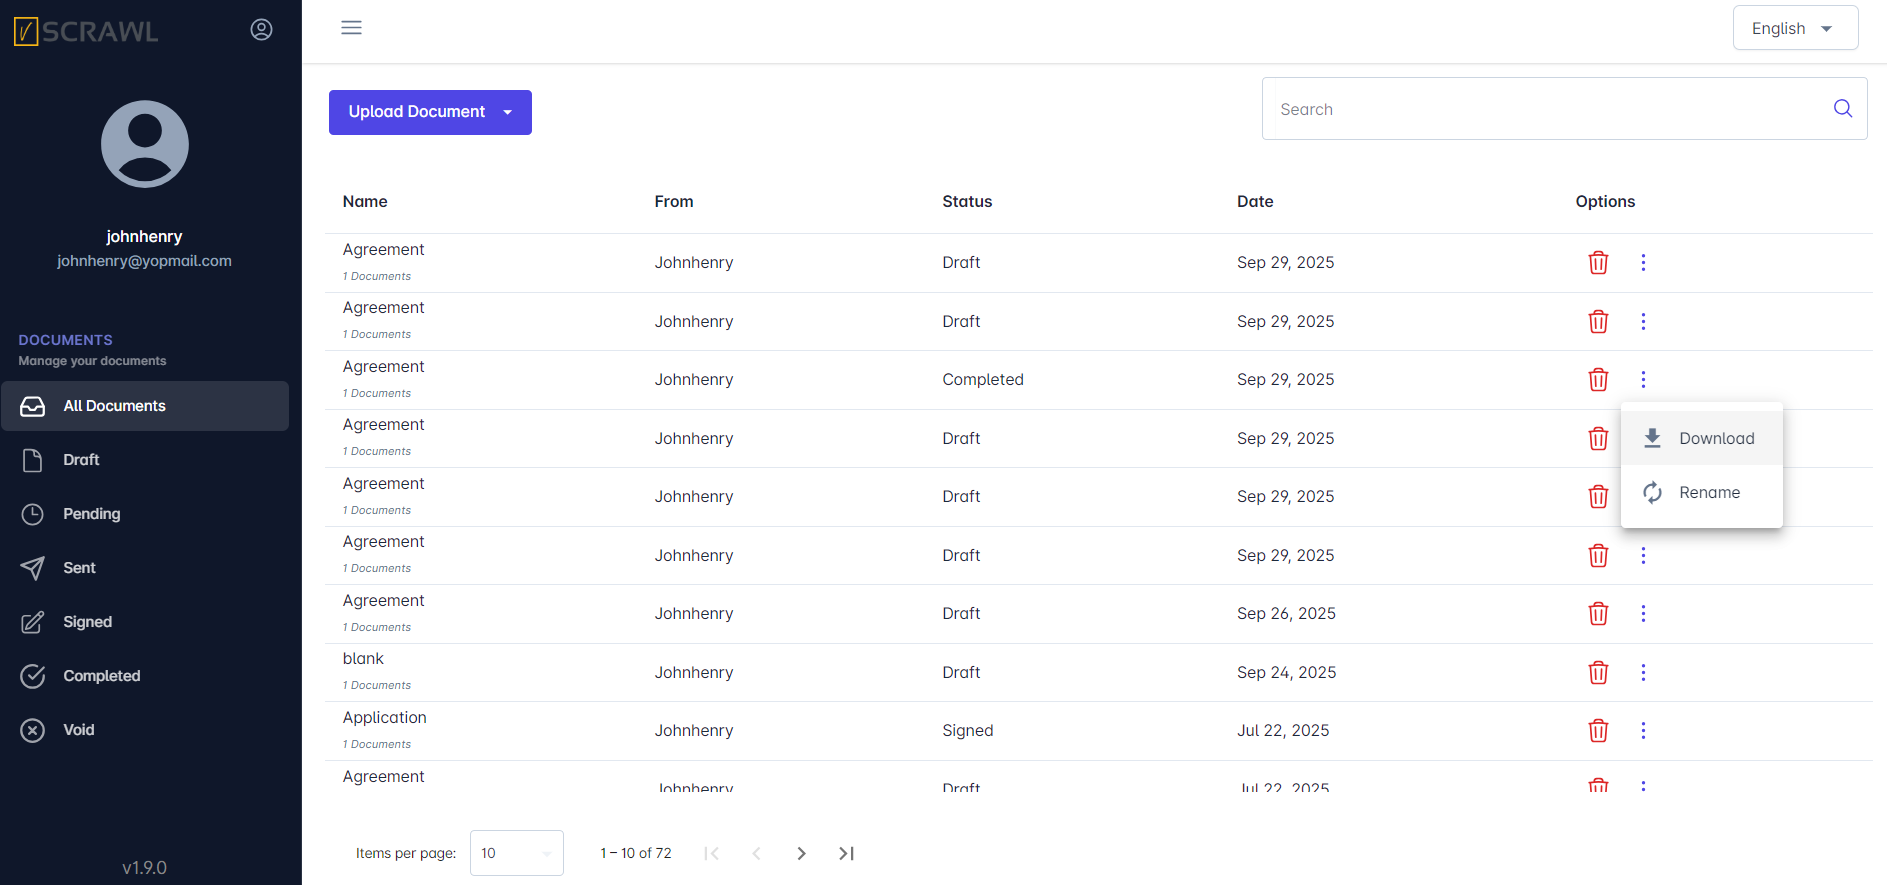 SCRAWL
English
Upload Document
Search
johnhenry
johnhenry@yopmail.com
DOCUMENTS
Manage your documents
All Documents
Draft
Pending
Sent
Signed
Completed
Void
v1.9.0
Name From Status Date Options
Agreement
1 Documents
Johnhenry Draft Sep 29, 2025
Agreement
1 Documents
Johnhenry Draft Sep 29, 2025
Agreement
1 Documents
Johnhenry Completed Sep 29, 2025
Agreement
1 Documents
Johnhenry Draft Sep 29, 2025
Download
Agreement
1 Documents
Johnhenry Draft Sep 29, 2025
Rename
Agreement
1 Documents
Johnhenry Draft Sep 29, 2025
Agreement
1 Documents
Johnhenry Draft Sep 26, 2025
blank
1 Documents
Johnhenry Draft Sep 24, 2025
Application
1 Documents
Johnhenry Signed Jul 22, 2025
Agreement
Johnhenry Draft Jul 22, 2025
Items per page: 10 1 – 10 of 72